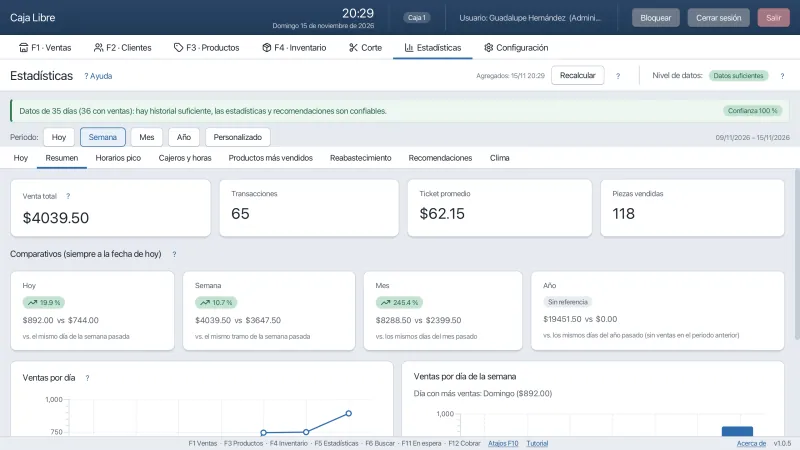 Caja Libre
20:29
Domingo 15 de noviembre de 2026
Caja 1
Usuario: Guadalupe Hernández (Admini...
Bloquear
Cerrar sesión
Salir
F1 · Ventas
F2 · Clientes
F3 · Productos
F4 · Inventario
Corte
Estadísticas
Configuración
Estadísticas
? Ayuda
Agregados: 15/11 20:29
Recalcular
?
Nivel de datos:
Datos suficientes
?
Datos de 35 días (36 con ventas): hay historial suficiente, las estadísticas y recomendaciones son confiables.
Confianza 100 %
Periodo:
Hoy
Semana
Mes
Año
Personalizado
09/11/2026 – 15/11/2026
Hoy
Resumen
Horarios pico
Cajeros y horas
Productos más vendidos
Reabastecimiento
Recomendaciones
Clima
Venta total ?
$4039.50
Transacciones
65
Ticket promedio
$62.15
Piezas vendidas
118
Comparativos (siempre a la fecha de hoy) ?
Hoy
19.9 %
$892.00 vs $744.00
vs. el mismo día de la semana pasada
Semana
10.7 %
$4039.50 vs $3647.50
vs. el mismo tramo de la semana pasada
Mes
245.4 %
$8288.50 vs $2399.50
vs. los mismos días del mes pasado
Año
Sin referencia
$19451.50 vs $0.00
vs. los mismos días del año pasado (sin ventas en el periodo anterior)
Ventas por día ?
1,000
750
Ventas por día de la semana
Día con más ventas: Domingo ($892.00)
1,000
F1 Ventas · F3 Productos · F4 Inventario · F5 Estadísticas · F6 Buscar · F11 En espera · F12 Cobrar
Atajos F10
Tutorial
Acerca de
v1.0.5